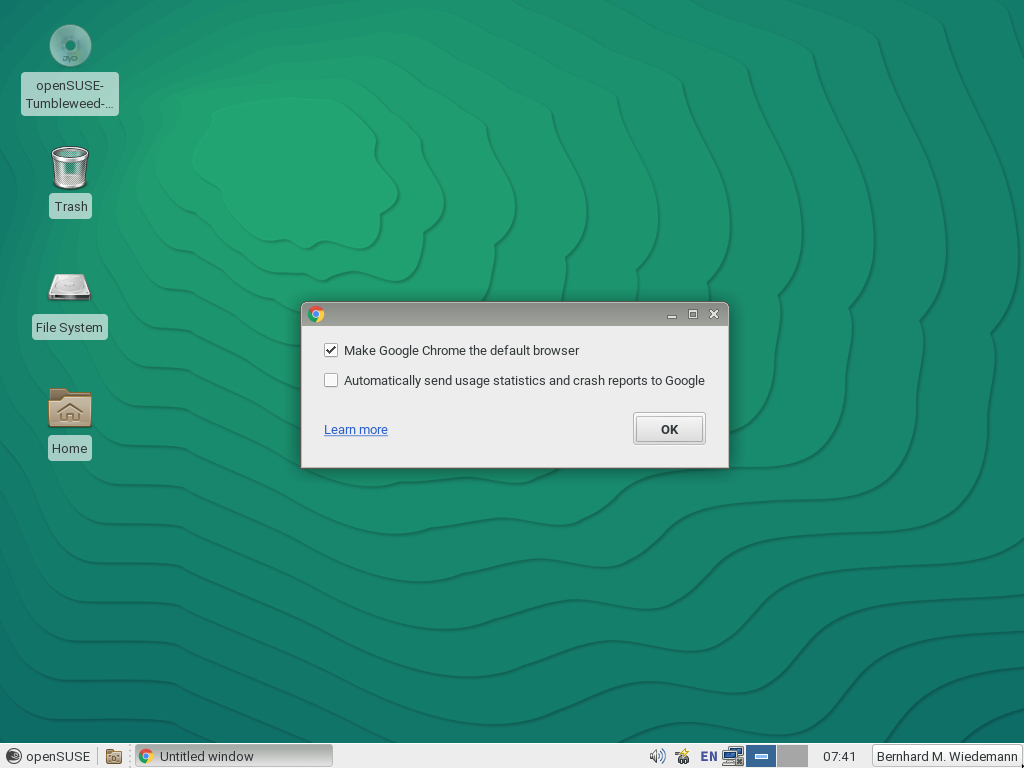 openSUSE-
Tumbleweed-...
Trash
File System
Home
Make Google Chrome the default browser
Automatically send usage statistics and crash reports to Google
Learn more
OK
openSUSE
Untitled window
EN
07:41
Bernhard M. Wiedemann